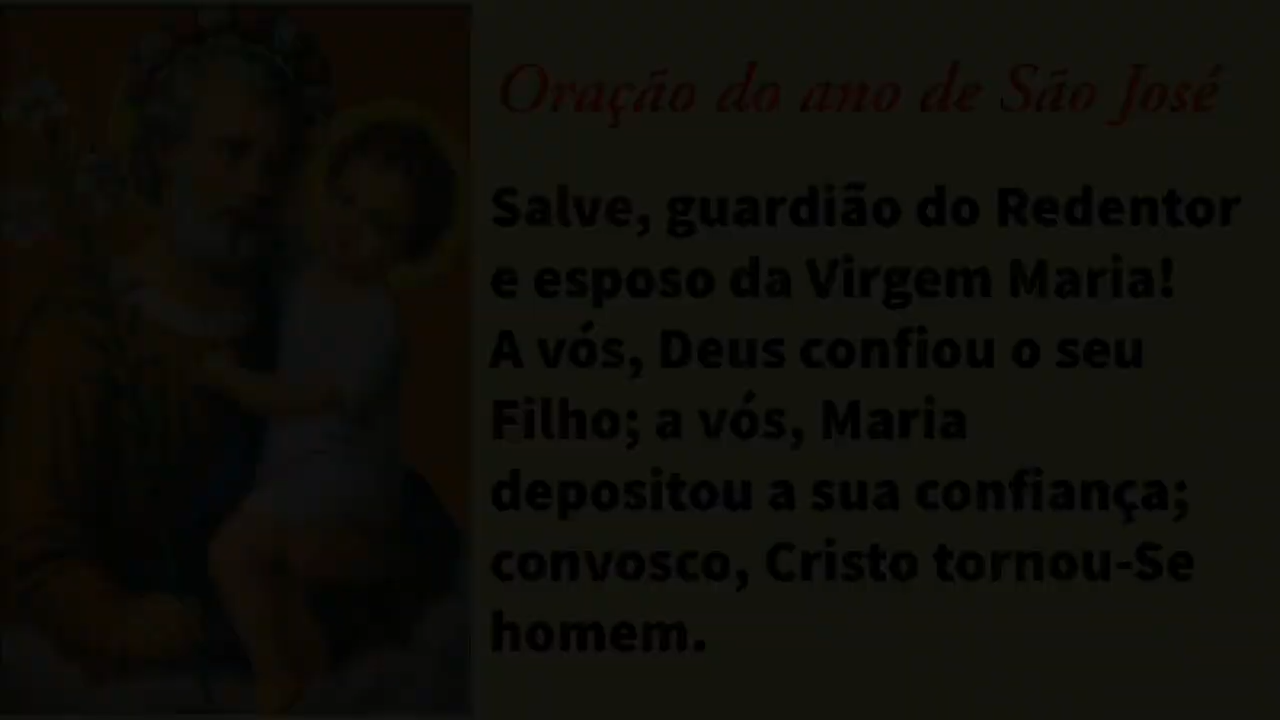 Oração do ano de São José
Salve, guardião do Redentor
e esposo da Virgem Maria!
A vós, Deus confiou o seu
Filho; a vós, Maria
depositou a sua confiança;
convosco, Cristo tornou-Se
homem.